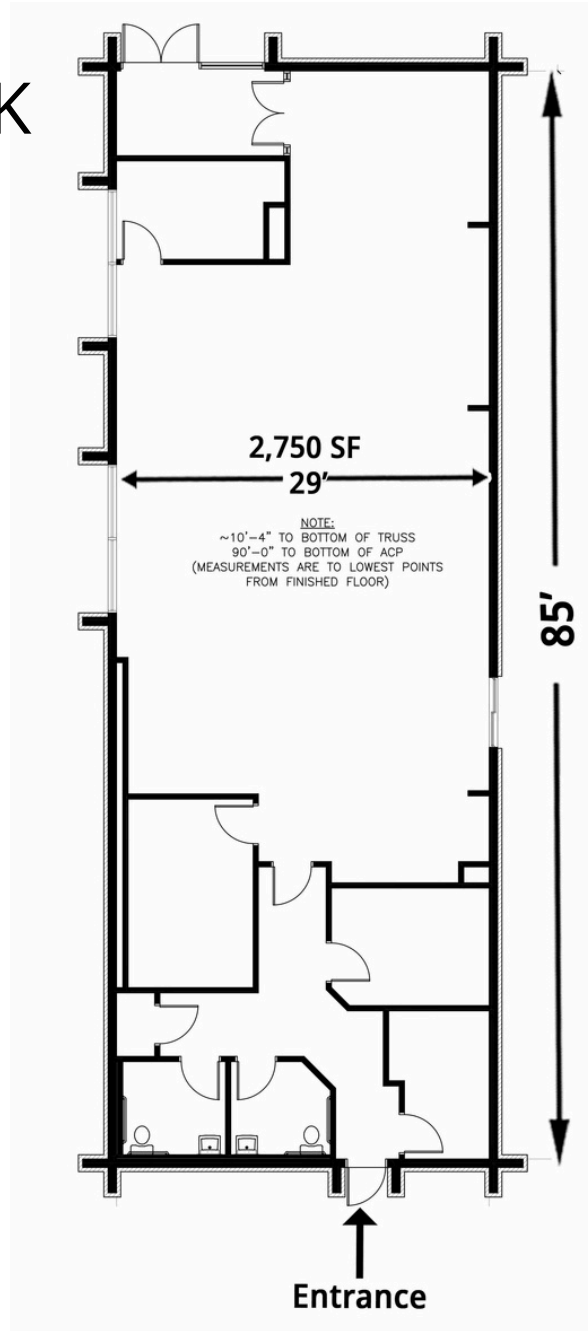 K
2,750 SF
29’
NOTE:
~10’-4” TO BOTTOM OF TRUSS
90’-0” TO BOTTOM OF ACP
(MEASUREMENTS ARE TO LOWEST POINTS
FROM FINISHED FLOOR)
85’
Entrance